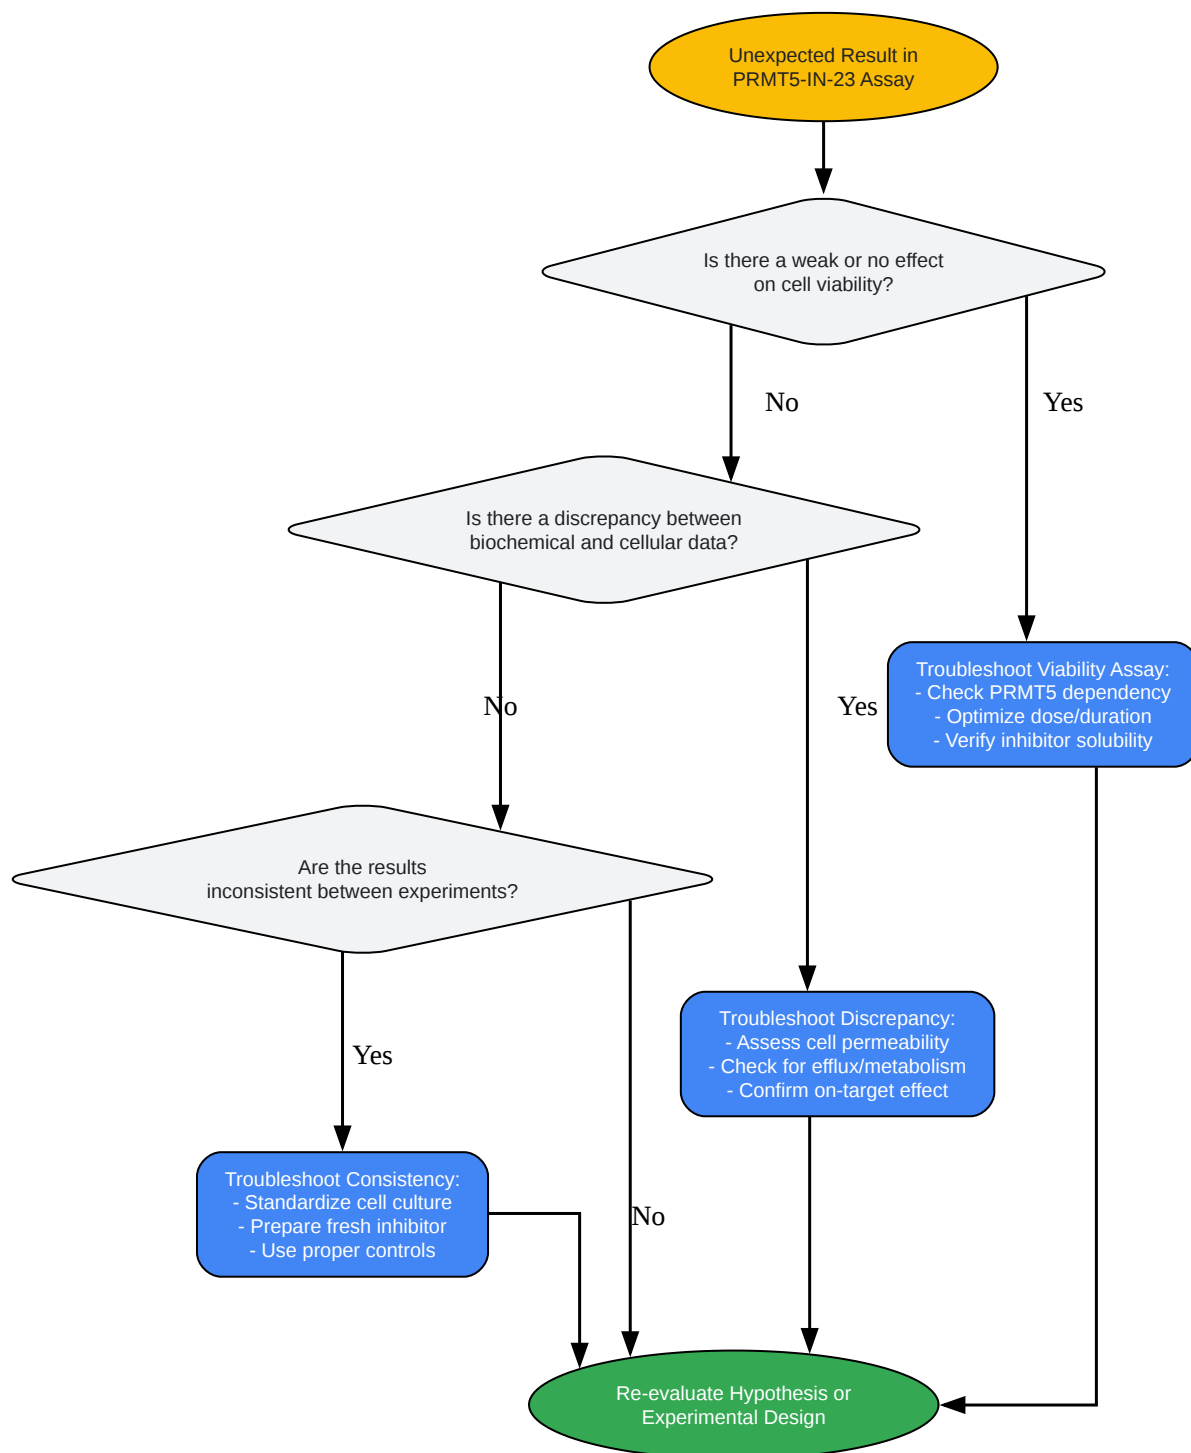 Unexpected Result in
PRMT5-IN-23 Assay
Is there a weak or no effect
on cell viability?
No
Yes
Is there a discrepancy between
biochemical and cellular data?
No
Yes
Troubleshoot Viability Assay:
- Check PRMT5 dependency
- Optimize dose/duration
- Verify inhibitor solubility
Are the results
inconsistent between experiments?
Yes
No
Troubleshoot Discrepancy:
- Assess cell permeability
- Check for efflux/metabolism
- Confirm on-target effect
Troubleshoot Consistency:
- Standardize cell culture
- Prepare fresh inhibitor
- Use proper controls
Re-evaluate Hypothesis or
Experimental Design